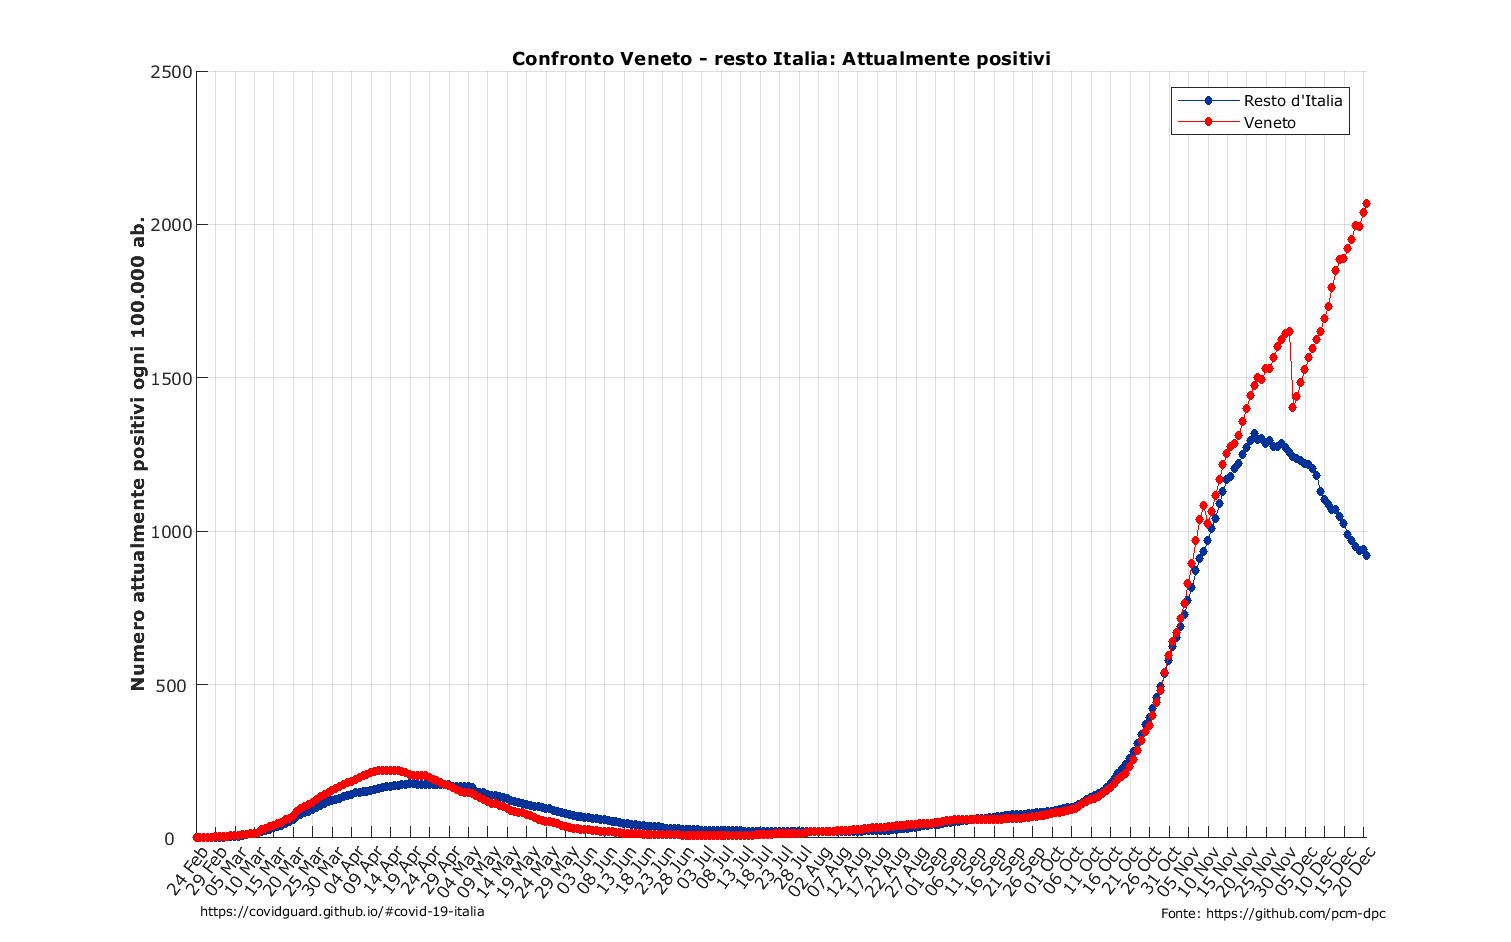 Confronto Veneto - resto Italia: Attualmente positivi
Resto d'Italia
Veneto
Numero attualmente positivi ogni 100.000 ab.
2500
2000
1500
1000
500
0
24 Feb
29 Feb
05 Mar
10 Mar
15 Mar
20 Mar
25 Mar
30 Mar
04 Apr
09 Apr
14 Apr
19 Apr
24 Apr
29 Apr
04 May
09 May
14 May
19 May
24 May
29 May
03 Jun
08 Jun
13 Jun
18 Jun
23 Jun
28 Jun
03 Jul
08 Jul
13 Jul
18 Jul
23 Jul
28 Jul
02 Aug
07 Aug
12 Aug
17 Aug
22 Aug
27 Aug
01 Sep
06 Sep
11 Sep
16 Sep
21 Sep
26 Sep
01 Oct
06 Oct
11 Oct
16 Oct
21 Oct
26 Oct
31 Oct
05 Nov
10 Nov
15 Nov
20 Nov
25 Nov
30 Nov
05 Dec
10 Dec
15 Dec
20 Dec
https://covidguard.github.io/#covid-19-italia
Fonte: https://github.com/pcm-dpc